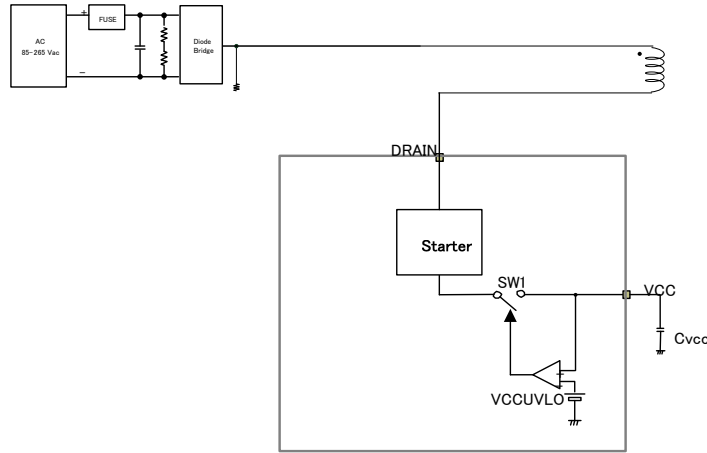 +
FUSE
AC
85-265 Vac
Diode
Bridge
-
DRAIN
Starter
SW1
VCC
Cvcc
+
VCCUVLO